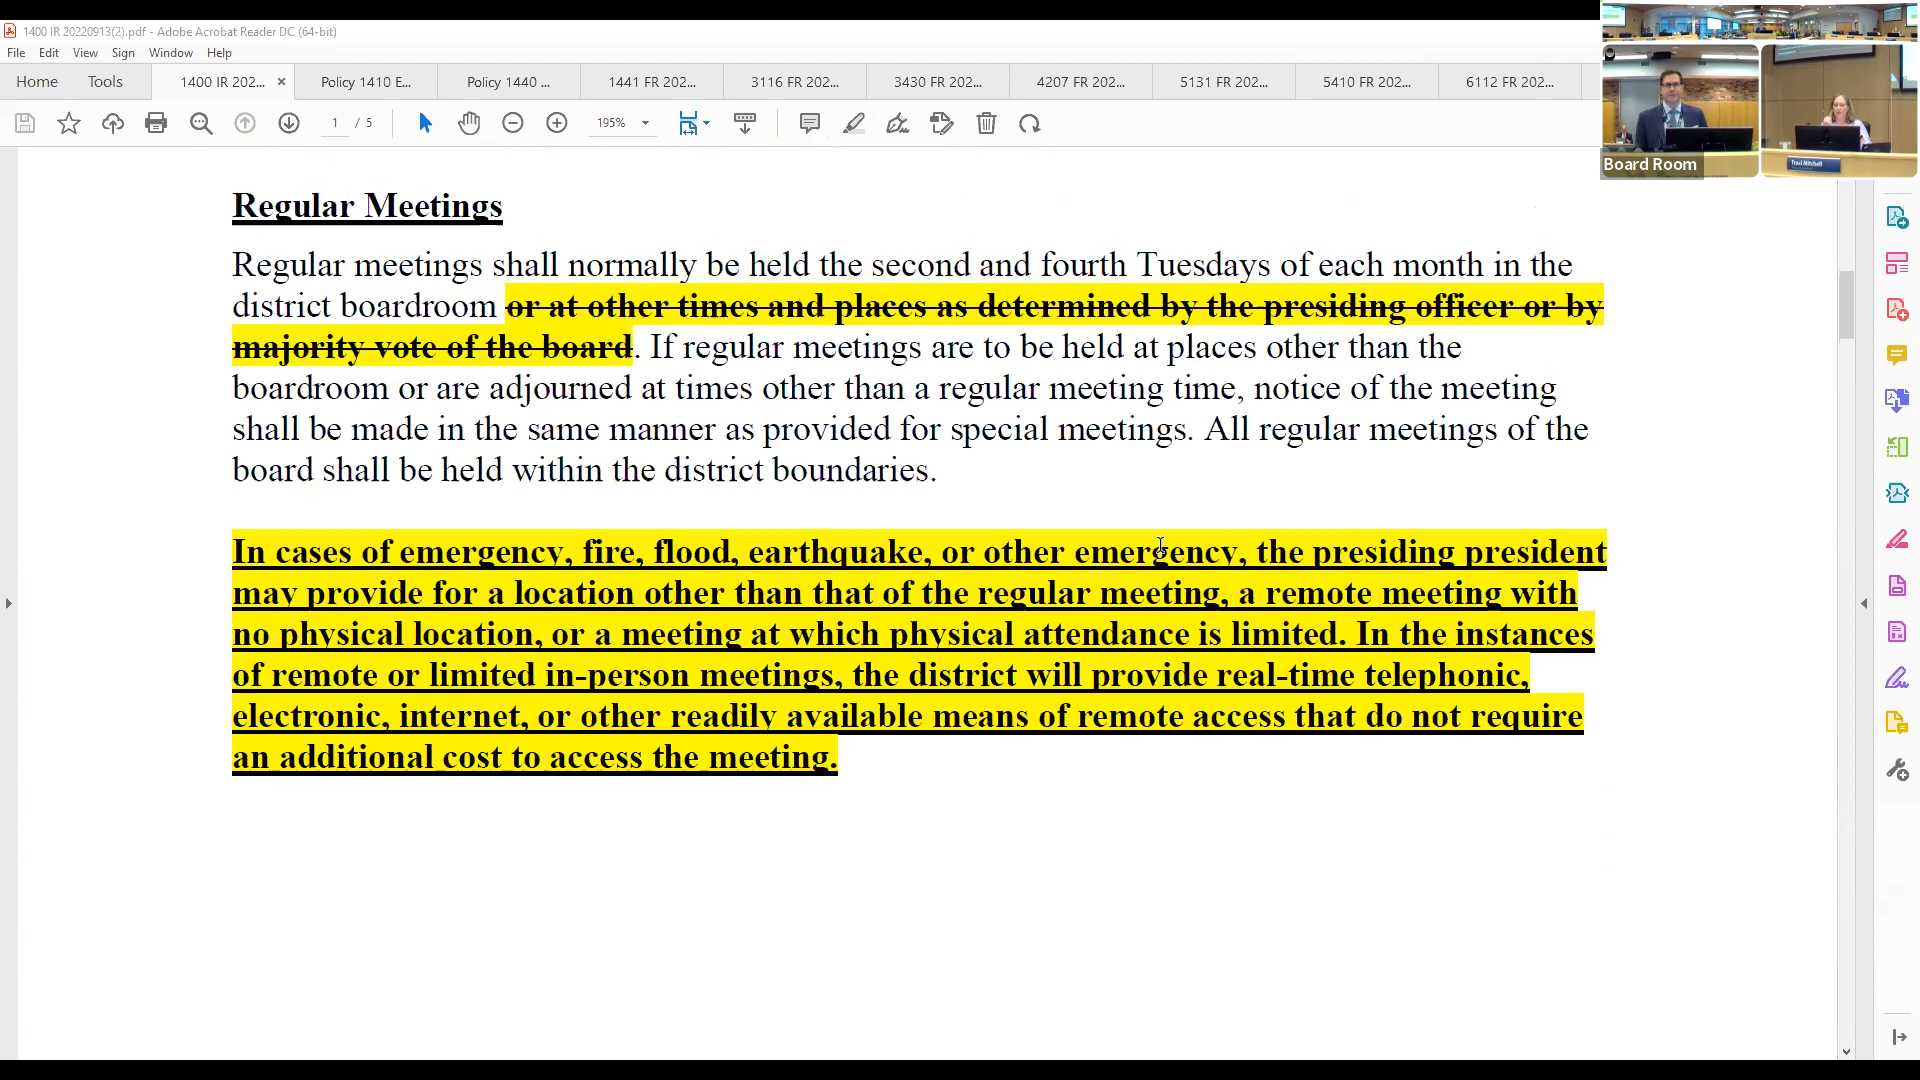 1400 IR 20220913(2).pdf - Adobe Acrobat Reader DC (64-bit)
File Edit View Sign Window Help
Home Tools 1400 IR 202... × Policy 1410 E... Policy 1440 ... 1441 FR 202... 3116 FR 202... 3430 FR 202... 4207 FR 202... 5131 FR 202... 5410 FR 202... 6112 FR 202...
1 / 5 195%
Board Room
Traci Mitchell
Regular Meetings
Regular meetings shall normally be held the second and fourth Tuesdays of each month in the
district boardroom or at other times and places as determined by the presiding officer or by
majority vote of the board. If regular meetings are to be held at places other than the
boardroom or are adjourned at times other than a regular meeting time, notice of the meeting
shall be made in the same manner as provided for special meetings. All regular meetings of the
board shall be held within the district boundaries.
In cases of emergency, fire, flood, earthquake, or other emergency, the presiding president
may provide for a location other than that of the regular meeting, a remote meeting with
no physical location, or a meeting at which physical attendance is limited. In the instances
of remote or limited in-person meetings, the district will provide real-time telephonic,
electronic, internet, or other readily available means of remote access that do not require
an additional cost to access the meeting.